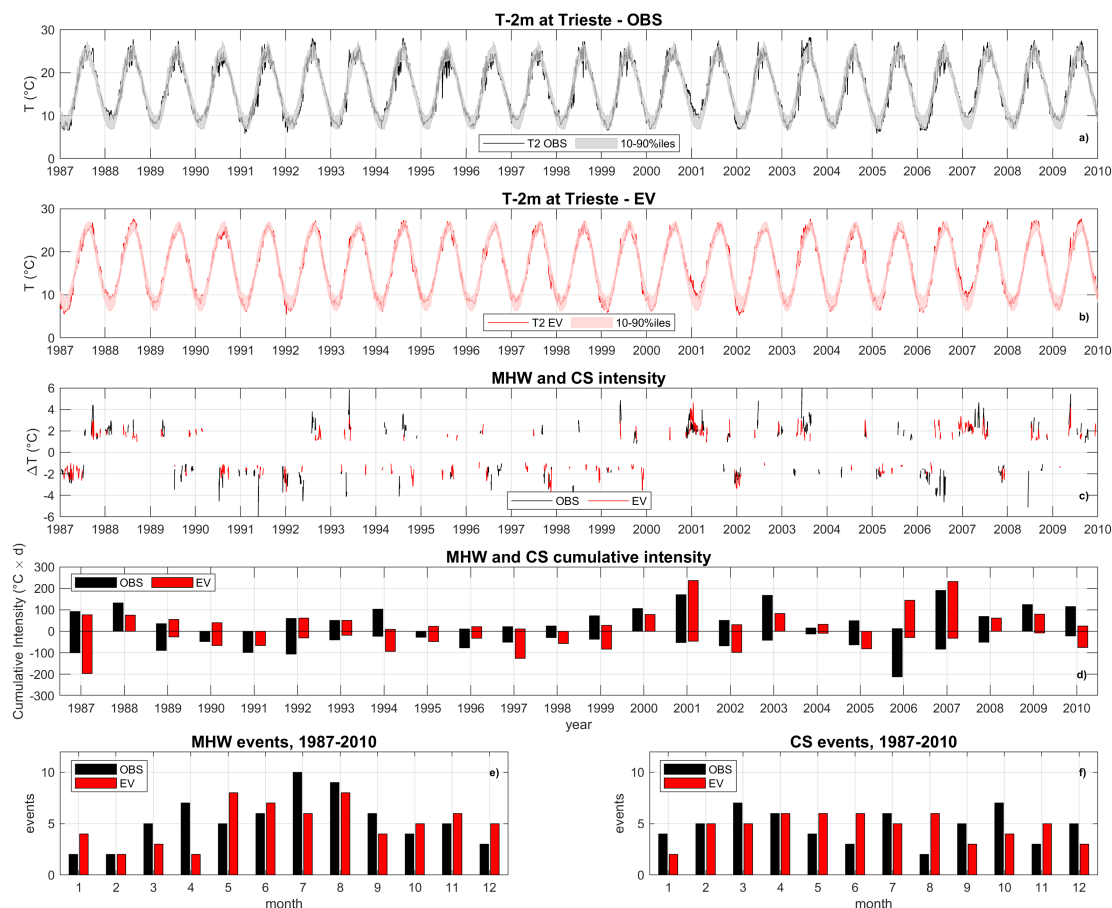 T-2m at Trieste - OBS
30
20
10
0
T (°C)
T2 OBS 10-90%iles
a)
1987 1988 1989 1990 1991 1992 1993 1994 1995 1996 1997 1998 1999 2000 2001 2002 2003 2004 2005 2006 2007 2008 2009 2010
T-2m at Trieste - EV
30
20
10
0
T (°C)
T2 EV 10-90%iles
b)
1987 1988 1989 1990 1991 1992 1993 1994 1995 1996 1997 1998 1999 2000 2001 2002 2003 2004 2005 2006 2007 2008 2009 2010
MHW and CS intensity
6
4
2
0
-2
-4
-6
ΔT (°C)
OBS EV
c)
1987 1988 1989 1990 1991 1992 1993 1994 1995 1996 1997 1998 1999 2000 2001 2002 2003 2004 2005 2006 2007 2008 2009 2010
MHW and CS cumulative intensity
300
200
100
0
-100
-200
-300
Cumulative Intensity (°C × d)
OBS EV
d)
1987 1988 1989 1990 1991 1992 1993 1994 1995 1996 1997 1998 1999 2000 2001 2002 2003 2004 2005 2006 2007 2008 2009 2010
year
MHW events, 1987-2010
10
5
0
events
OBS
EV
e)
1 2 3 4 5 6 7 8 9 10 11 12
month
CS events, 1987-2010
10
5
0
events
OBS
EV
f)
1 2 3 4 5 6 7 8 9 10 11 12
month